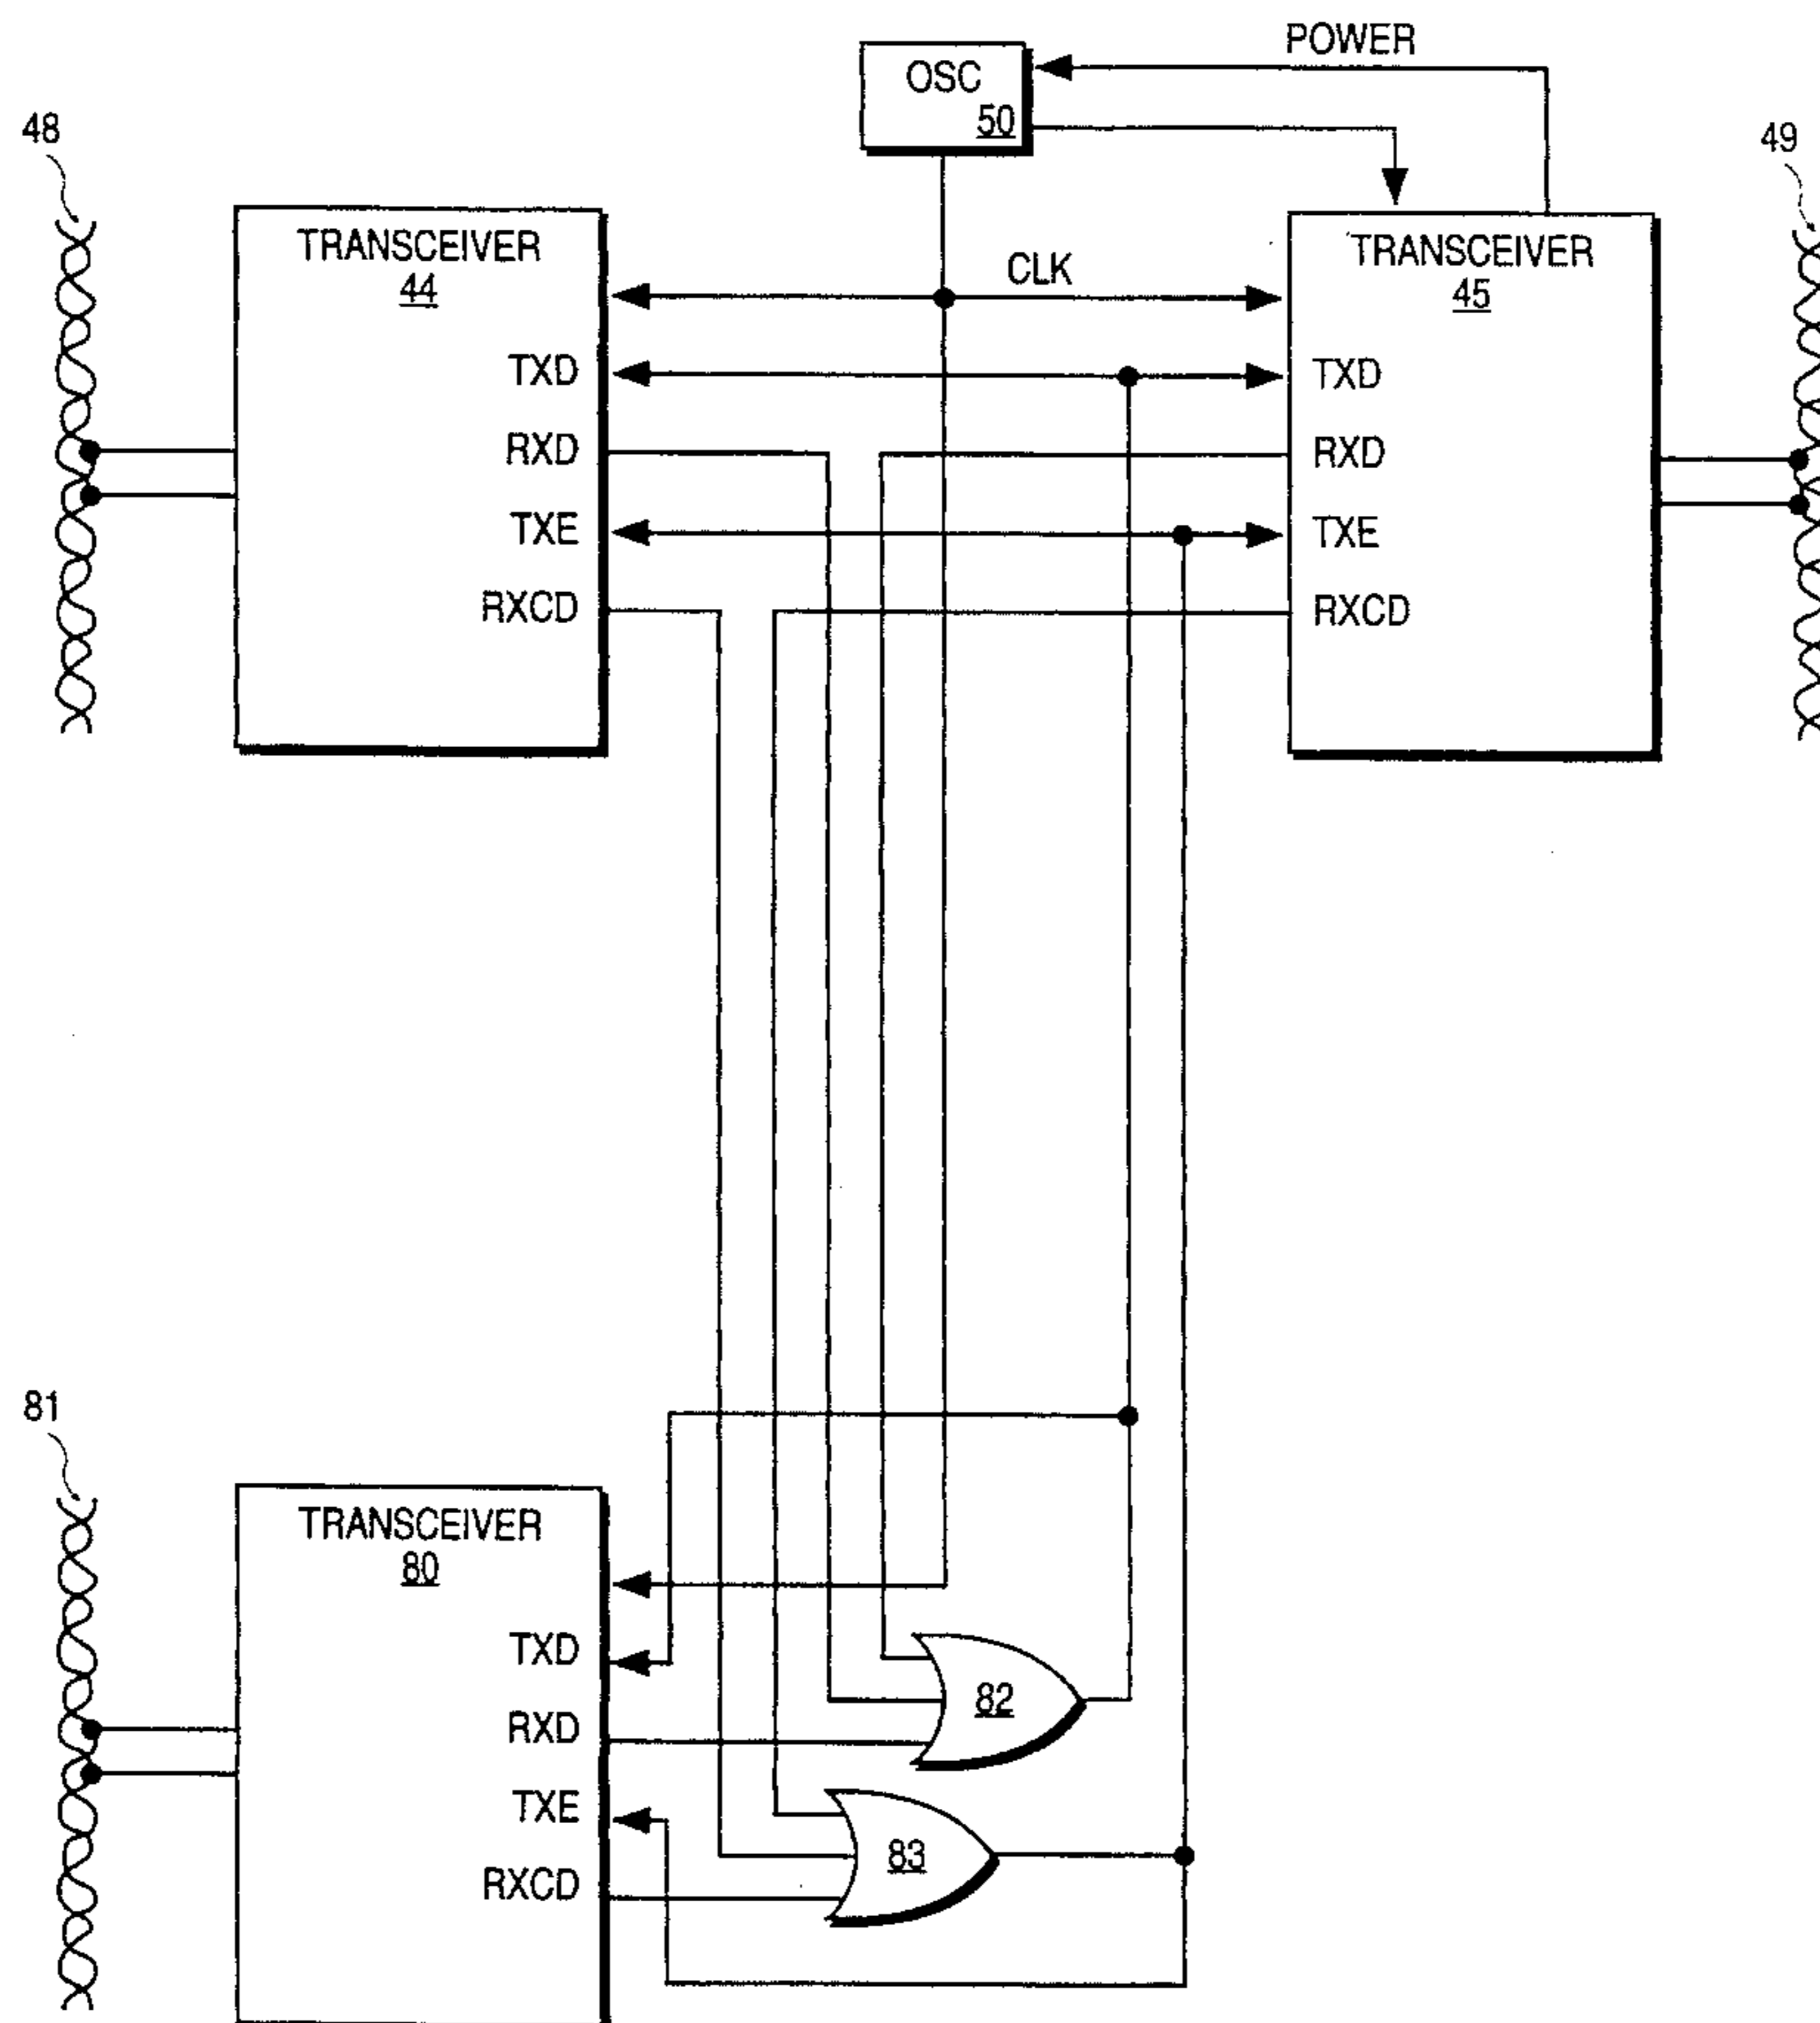 POWER
OSC
50
48
49
TRANSCEIVER
44
CLK
TRANSCEIVER
45
TXD
TXD
RXD
RXD
TXE
TXE
RXCD
RXCD
81
TRANSCEIVER
80
TXD
RXD
82
TXE
83
RXCD